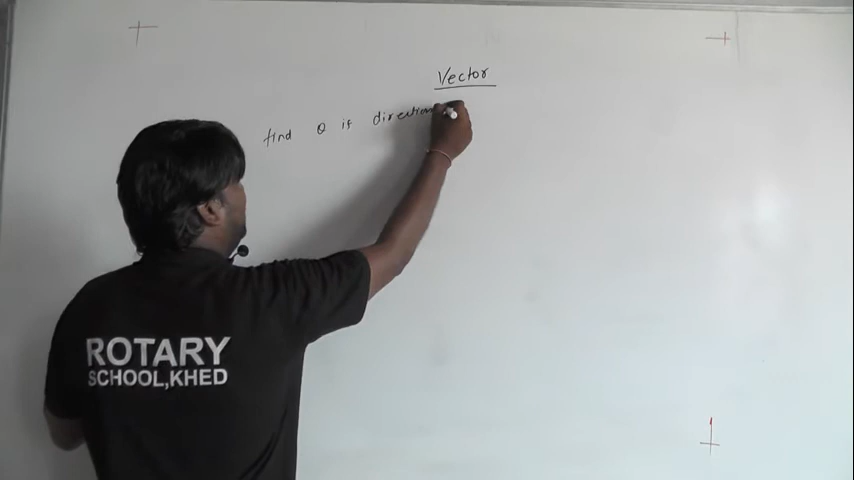 Vector
find θ if direction
ROTARY
SCHOOL,KHED